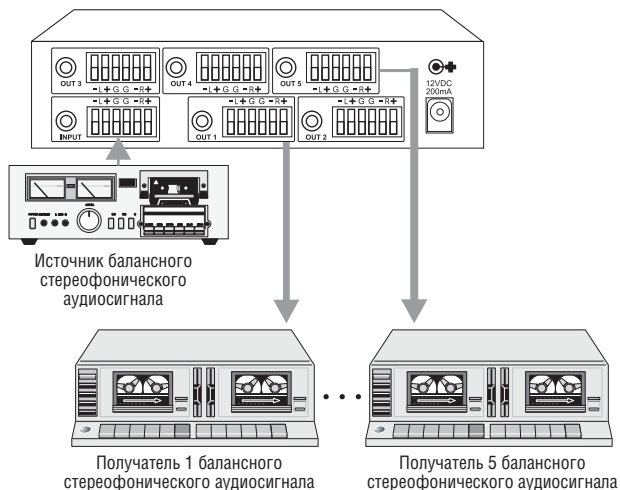 OUT 3 OUT 4 OUT 5
-L+ G G -R+ -L+ G G -R+ -L+ G G -R+
12VDC
200mA
-L+ G G -R+ -L+ G G -R+ -L+ G G -R+
INPUT OUT 1 OUT 2
Источник балансного
стереофонического
аудиосигнала
Получатель 1 балансного
стереофонического аудиосигнала
Получатель 5 балансного
стереофонического аудиосигнала